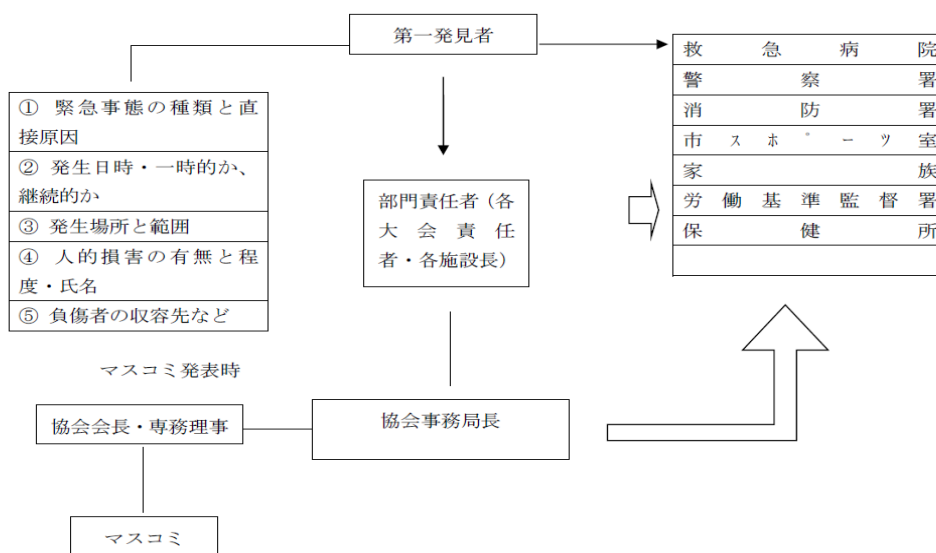 第一発見者
① 緊急事態の種類と直
接原因
② 発生日時・一時的か、
継続的か
③ 発生場所と範囲
④ 人的損害の有無と程
度・氏名
⑤ 負傷者の収容先など
救急病院
警察署
消防署
市スポーツ室
家族
労働基準監督署
保健所
部門責任者（各
大会責任
者・各施設長）
マスコミ発表時
協会会長・専務理事
協会事務局長
マスコミ